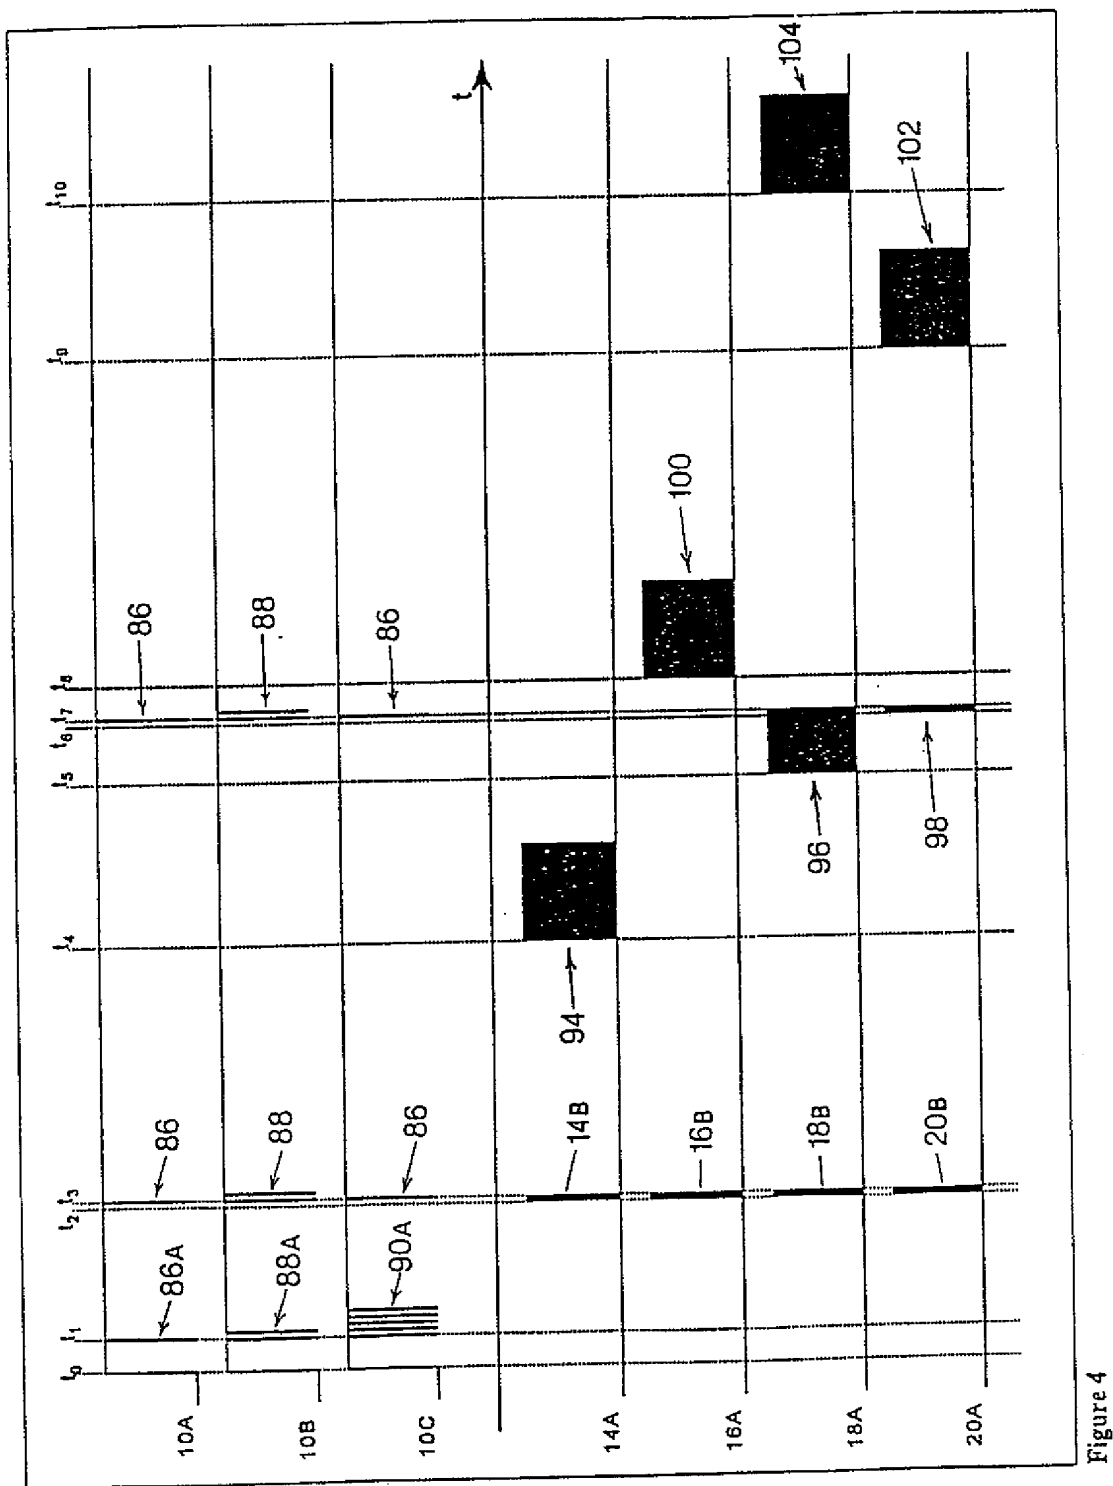 t0 t1 t2 t3 t4 t5 t6 t7 t8 t9 t10
10A 86A 86 86
10B 88A 88 88
10C 90A 86 86
t
14A 14B 94
16A 16B 100
18A 18B 96 104
20A 20B 98 102
Figure 4